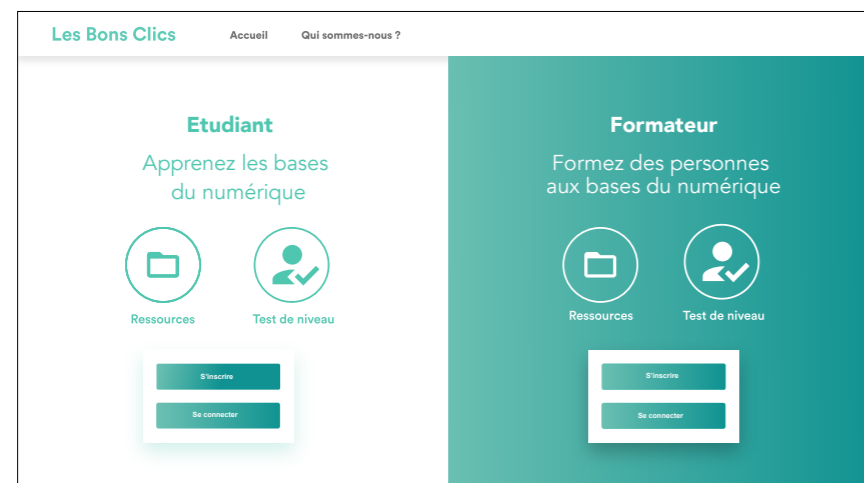 Les Bons Clics
Accueil
Qui sommes-nous ?
Etudiant
Apprenez les bases
du numérique
Ressources
Test de niveau
S'inscrire
Se connecter
Formateur
Formez des personnes
aux bases du numérique
Ressources
Test de niveau
S'inscrire
Se connecter